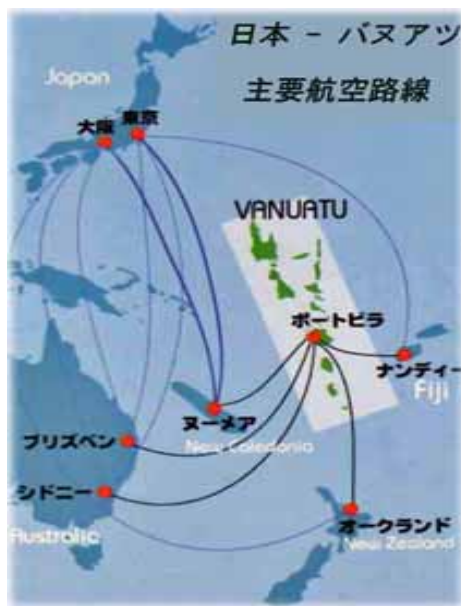 日本 - バヌアツ
主要航空路線
Japan
大阪
東京
VANUATU
ポートビラ
ナンディー
Fiji
ヌーメア
New Caledonia
ブリズベン
シドニー
Australic
オークランド
New Zealand